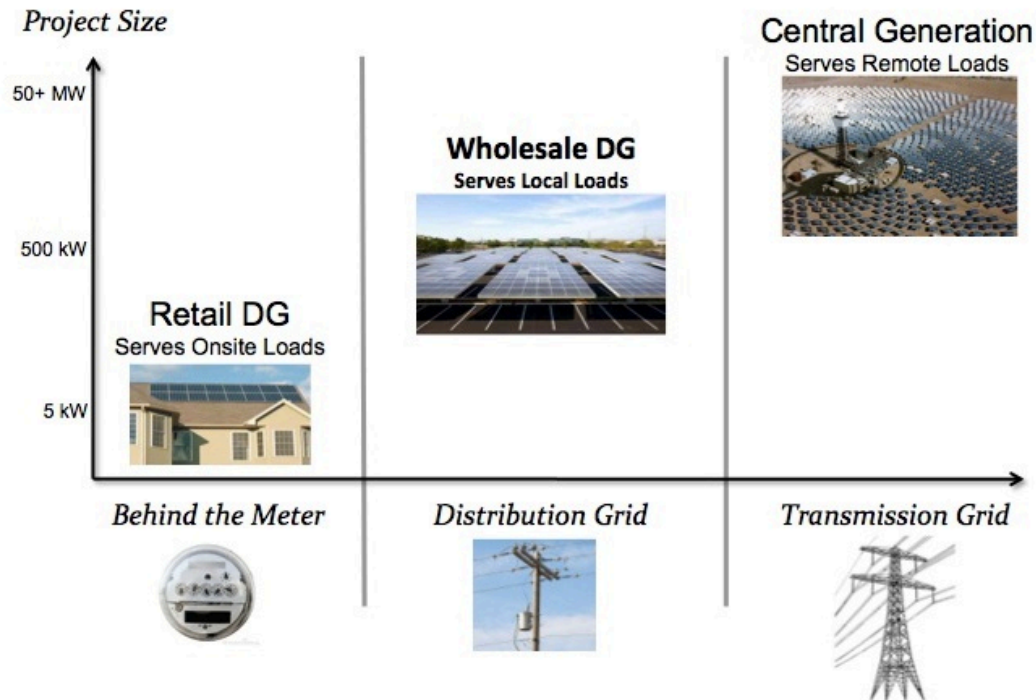 Project Size
Central Generation
Serves Remote Loads
50+ MW
Wholesale DG
Serves Local Loads
500 kW
Retail DG
Serves Onsite Loads
5 kW
Behind the Meter
Distribution Grid
Transmission Grid